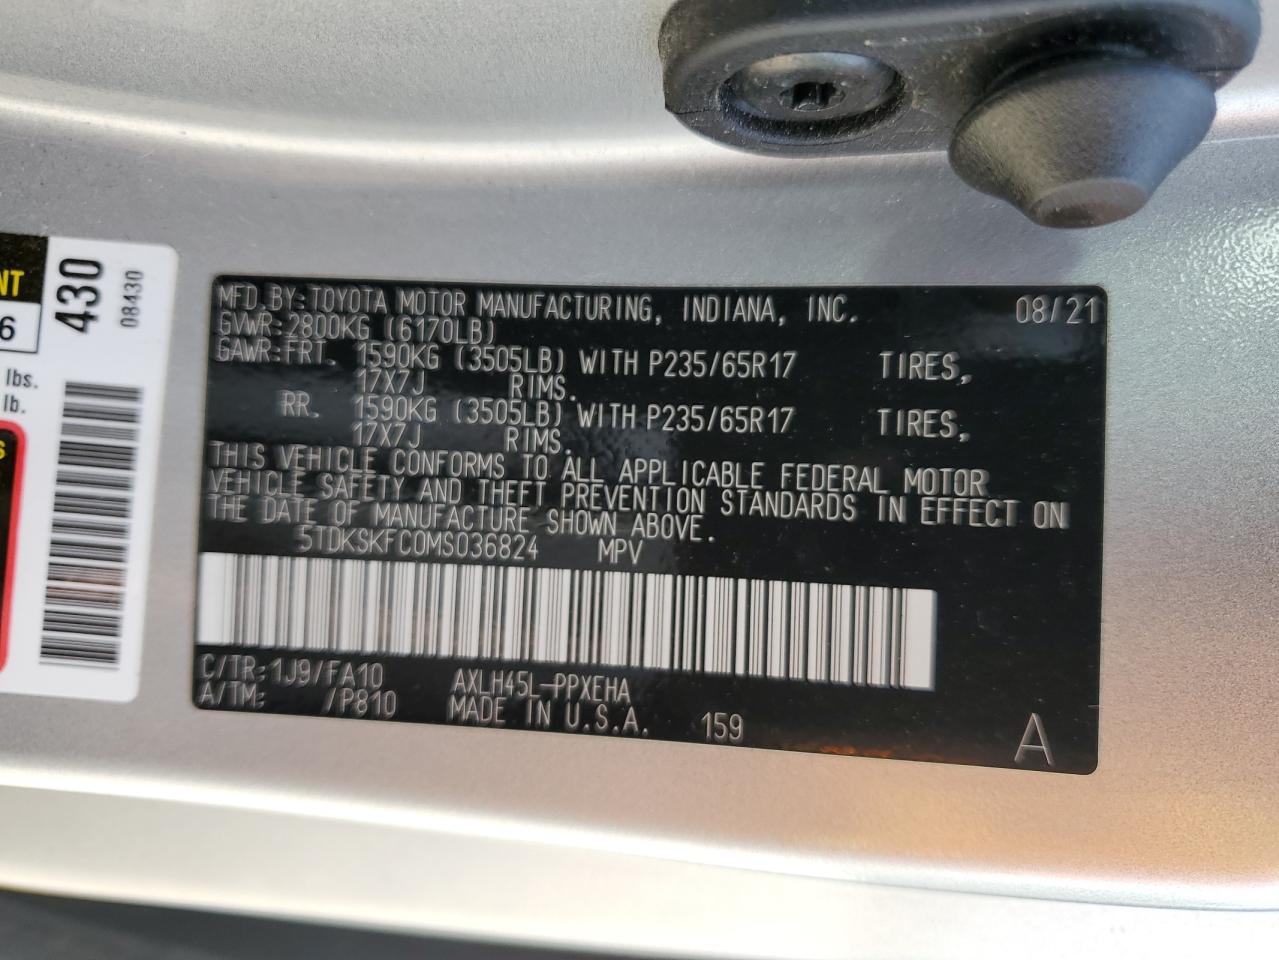 NT
6
lbs.
lb.
S
430
08430
MFD BY: TOYOTA MOTOR MANUFACTURING, INDIANA, INC. 08/21
GVWR: 2800KG (6170LB)
GAWR: FRT. 1590KG (3505LB) WITH P235/65R17 TIRES,
17X7J RIMS.
RR. 1590KG (3505LB) WITH P235/65R17 TIRES,
17X7J RIMS.
THIS VEHICLE CONFORMS TO ALL APPLICABLE FEDERAL MOTOR
VEHICLE SAFETY AND THEFT PREVENTION STANDARDS IN EFFECT ON
THE DATE OF MANUFACTURE SHOWN ABOVE.
5TDKSKFC0MS036824 MPV
C/TR: 1J9/FA10 AXLH45L-PPXEHA
A/TM: /P810 MADE IN U.S.A. 159 A